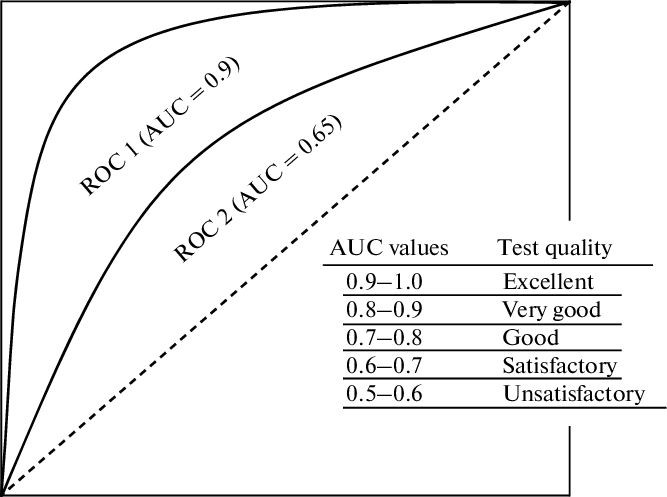 ROC 1 (AUC = 0.9)
ROC 2 (AUC = 0.65)
AUC values Test quality
0.9–1.0 Excellent
0.8–0.9 Very good
0.7–0.8 Good
0.6–0.7 Satisfactory
0.5–0.6 Unsatisfactory